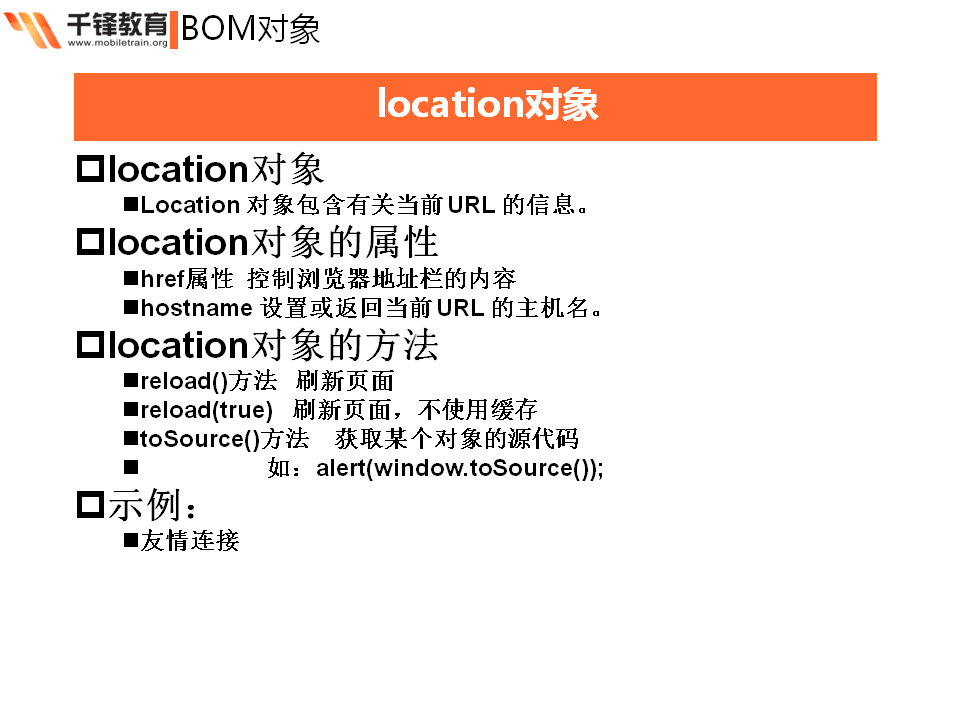 千锋教育
www.mobiletrain.org
BOM对象
location对象
location对象
Location 对象包含有关当前 URL 的信息。
location对象的属性
href属性 控制浏览器地址栏的内容
hostname 设置或返回当前 URL 的主机名。
location对象的方法
reload()方法 刷新页面
reload(true) 刷新页面，不使用缓存
toSource()方法 获取某个对象的源代码
如：alert(window.toSource());
示例：
友情连接